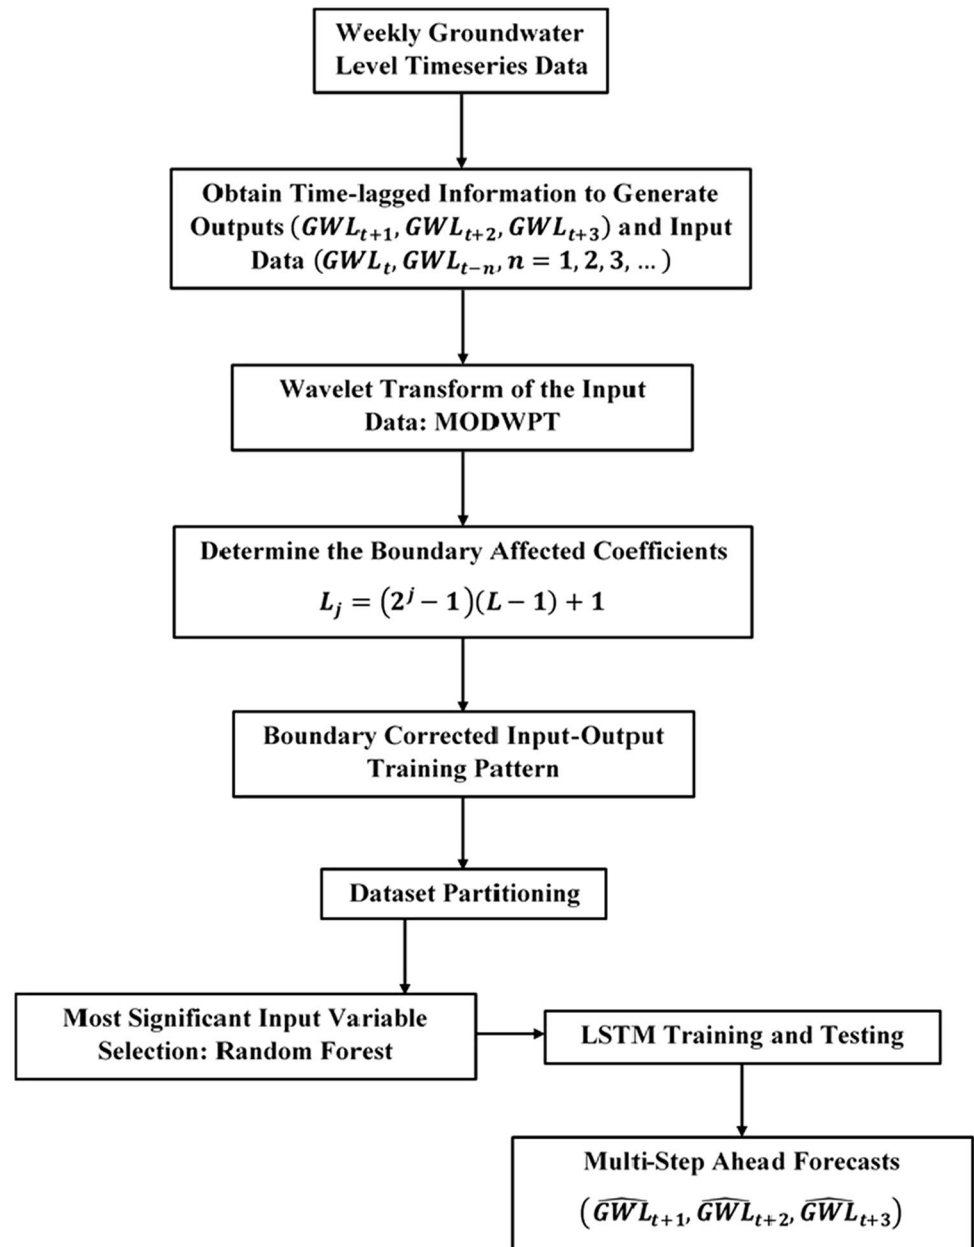 Weekly Groundwater
Level Timeseries Data
Obtain Time-lagged Information to Generate
Outputs (GWL_{t+1}, GWL_{t+2}, GWL_{t+3}) and Input
Data (GWL_t, GWL_{t−n}, n = 1, 2, 3, … )
Wavelet Transform of the Input
Data: MODWPT
Determine the Boundary Affected Coefficients
L_j = (2^j − 1)(L − 1) + 1
Boundary Corrected Input-Output
Training Pattern
Dataset Partitioning
Most Significant Input Variable
Selection: Random Forest
LSTM Training and Testing
Multi-Step Ahead Forecasts
(\widehat{GWL}_{t+1}, \widehat{GWL}_{t+2}, \widehat{GWL}_{t+3})